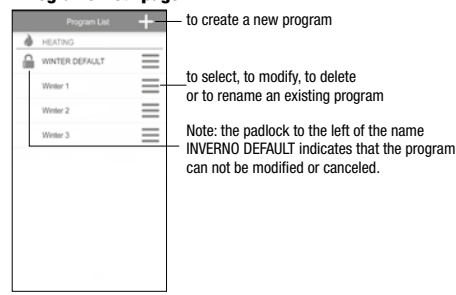 Program List
to create a new program
HEATING
WINTER DEFAULT
Winter 1
to select, to modify, to delete
or to rename an existing program
Winter 2
Note: the padlock to the left of the name
Winter 3
INVERNO DEFAULT indicates that the program
can not be modified or canceled.